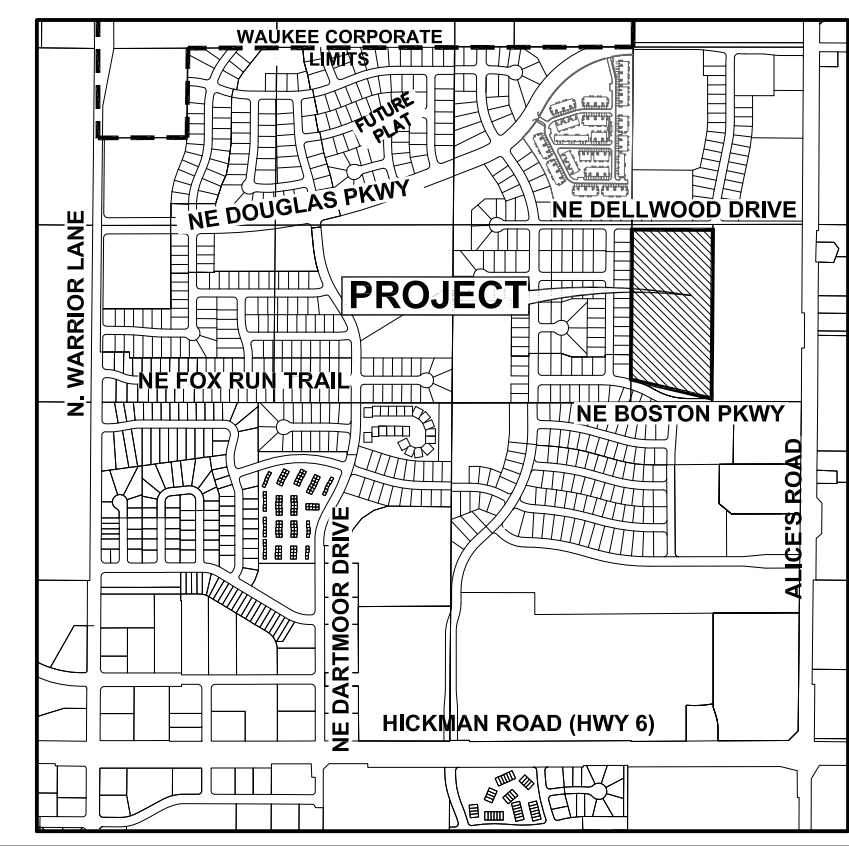 WAUKEE CORPORATE
LIMITS
FUTURE
PLAT
NE DOUGLAS PKWY
NE DELLWOOD DRIVE
N. WARRIOR LANE
PROJECT
NE FOX RUN TRAIL
NE BOSTON PKWY
ALICE'S ROAD
NE DARTMOOR DRIVE
HICKMAN ROAD (HWY 6)